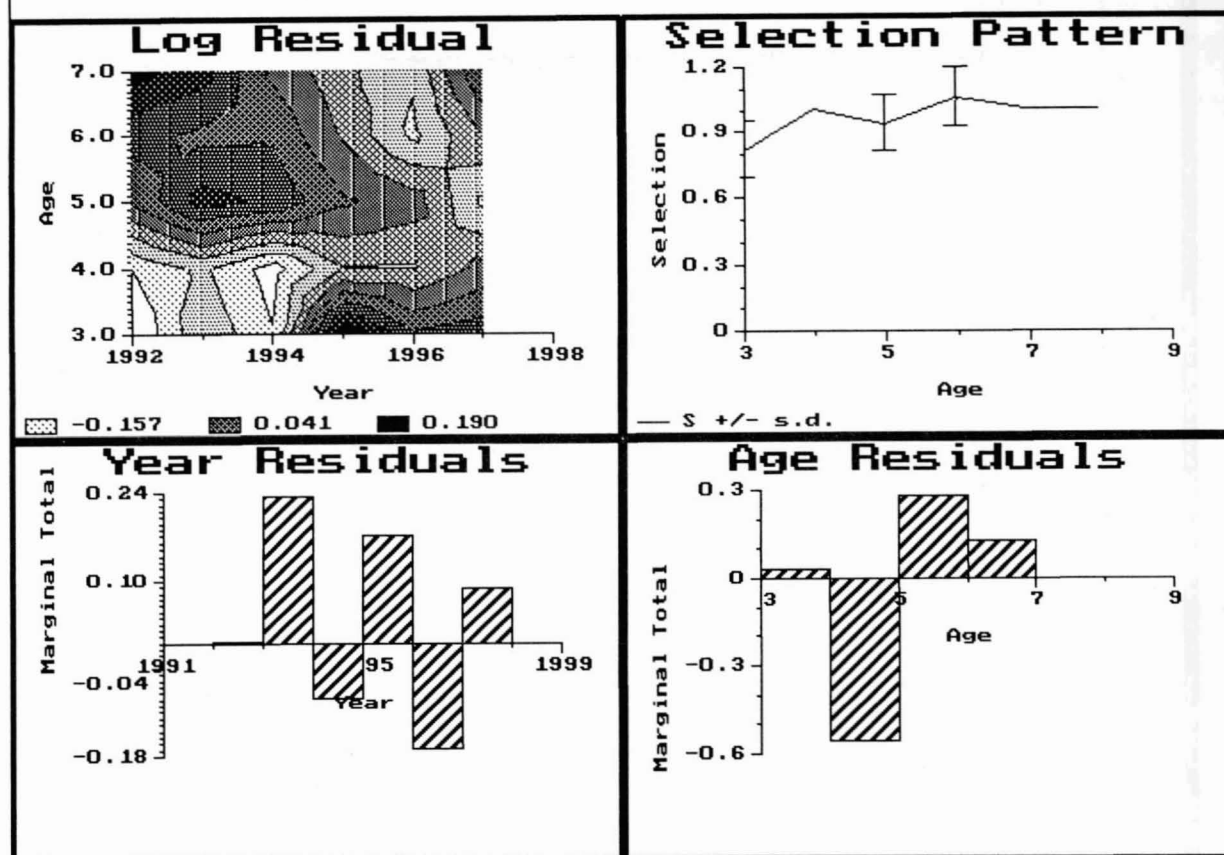 Log Residual
7.0
6.0
5.0
4.0
3.0
Age
1992
1994
1996
1998
Year
-0.157
0.041
0.190
Selection Pattern
1.2
0.9
0.6
0.3
0
Selection
3
5
7
9
Age
S +/- s.d.
Year Residuals
0.24
0.10
-0.04
-0.18
Marginal Total
1991
95
1999
Year
Age Residuals
0.3
0
-0.3
-0.6
Marginal Total
3
5
7
9
Age